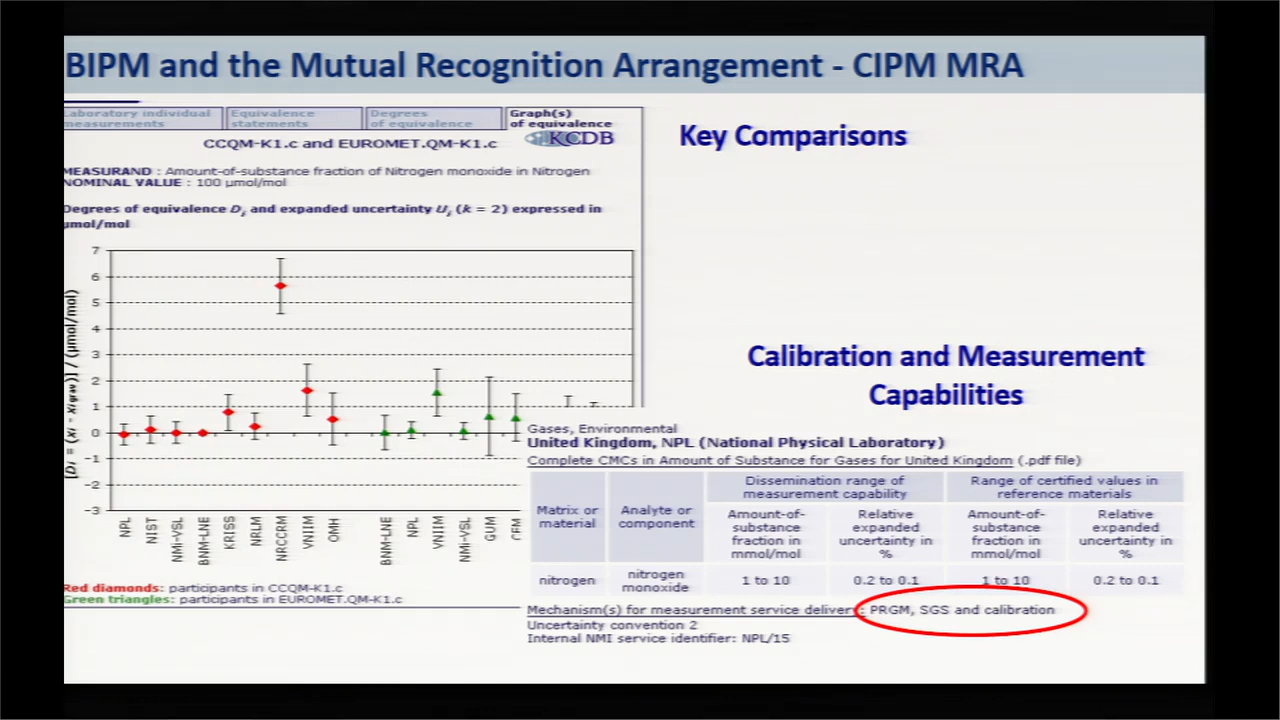 BIPM and the Mutual Recognition Arrangement - CIPM MRA
Laboratory individual measurements
Equivalence statements
Degrees of equivalence
Graph(s) of equivalence
KCDB
CCQM-K1.c and EUROMET.QM-K1.c
MEASURAND : Amount-of-substance fraction of Nitrogen monoxide in Nitrogen
NOMINAL VALUE : 100 µmol/mol
Degrees of equivalence Di and expanded uncertainty Ui (k = 2) expressed in
µmol/mol
[Di = (xi - xigrav)] / (µmol/mol)
7
6
5
4
3
2
1
0
-1
-2
-3
NPL
NIST
NMi-VSL
BNM-LNE
KRISS
NRLM
NRCCRM
VNIIM
OMH
BNM-LNE
NPL
VNIIM
NMi-VSL
GUM
Red diamonds: participants in CCQM-K1.c
Green triangles: participants in EUROMET.QM-K1.c
Key Comparisons
Calibration and Measurement
Capabilities
Gases, Environmental
United Kingdom, NPL (National Physical Laboratory)
Complete CMCs in Amount of Substance for Gases for United Kingdom (.pdf file)
Matrix or material
Analyte or component
Dissemination range of measurement capability
Range of certified values in reference materials
Amount-of-substance fraction in mmol/mol
Relative expanded uncertainty in %
Amount-of-substance fraction in mmol/mol
Relative expanded uncertainty in %
nitrogen
nitrogen monoxide
1 to 10
0.2 to 0.1
1 to 10
0.2 to 0.1
Mechanism(s) for measurement service delivery: PRGM, SGS and calibration
Uncertainty convention 2
Internal NMI service identifier: NPL/15